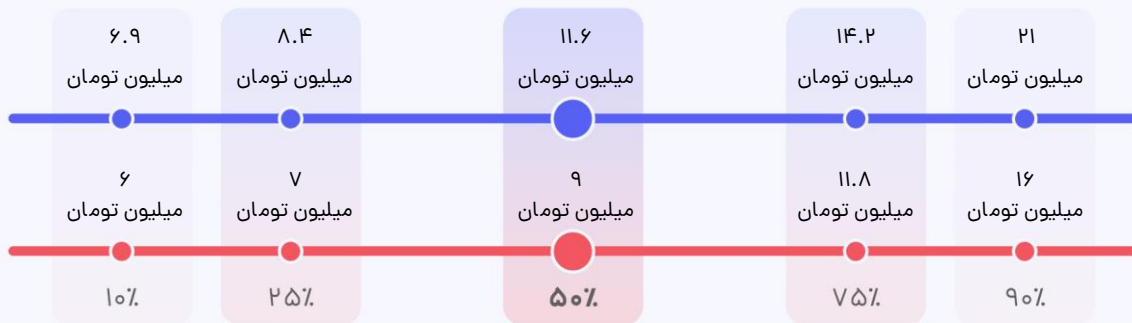 ۶.۹
میلیون تومان
۸.۴
میلیون تومان
۱۱.۶
میلیون تومان
۱۴.۲
میلیون تومان
۲۱
میلیون تومان
۶
میلیون تومان
۷
میلیون تومان
۹
میلیون تومان
۱۱.۸
میلیون تومان
۱۶
میلیون تومان
۱۰٪
۲۵٪
۵۰٪
۷۵٪
۹۰٪